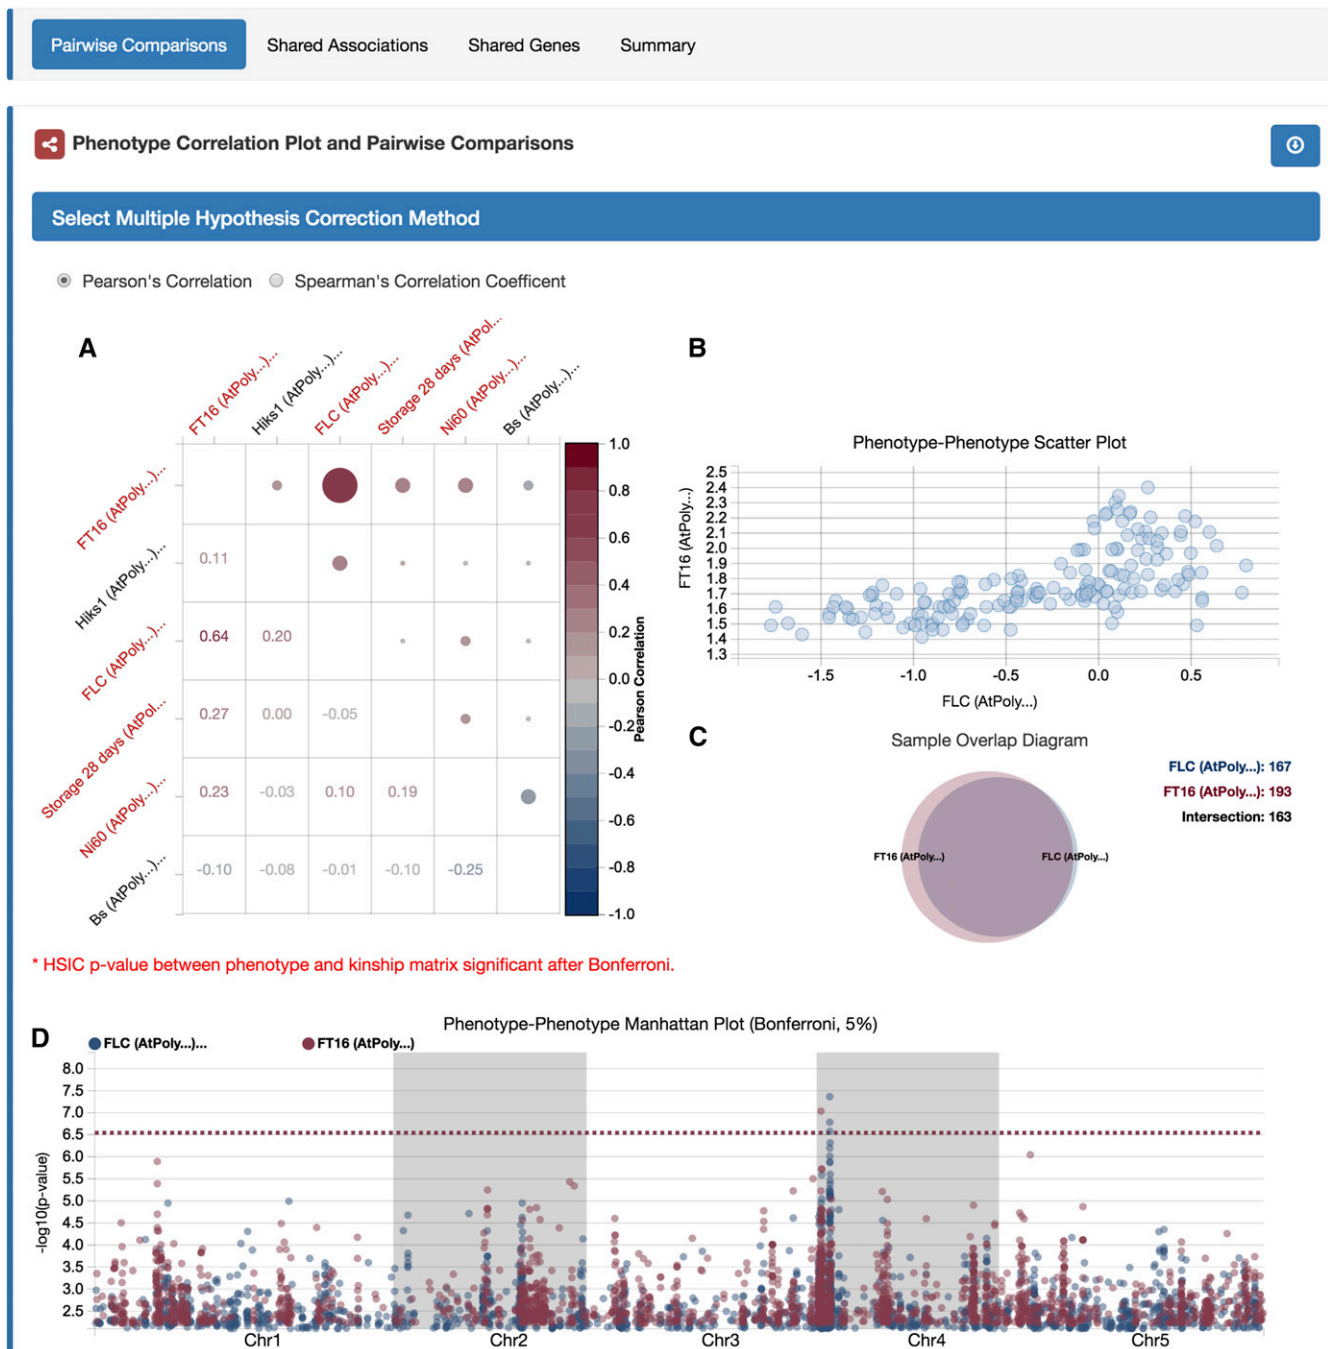 Pairwise Comparisons Shared Associations Shared Genes Summary
Phenotype Correlation Plot and Pairwise Comparisons
Select Multiple Hypothesis Correction Method
Pearson's Correlation Spearman's Correlation Coefficent
A
FT16 (AtPoly...)...
Hiks1 (AtPoly...)...
FLC (AtPoly...)...
Storage 28 days (AtPol...
Ni60 (AtPoly...)...
Bs (AtPoly...)...
FT16 (AtPoly...)...
Hiks1 (AtPoly...)...
0.11
FLC (AtPoly...)...
0.64 0.20
Storage 28 days (AtPol...
0.27 0.00 -0.05
Ni60 (AtPoly...)...
0.23 -0.03 0.10 0.19
Bs (AtPoly...)...
-0.10 -0.08 -0.01 -0.10 -0.25
1.0
0.8
0.6
0.4
0.2
0.0
-0.2
-0.4
-0.6
-0.8
-1.0
Pearson Correlation
* HSIC p-value between phenotype and kinship matrix significant after Bonferroni.
B
Phenotype-Phenotype Scatter Plot
FT16 (AtPoly...)
2.5
2.4
2.3
2.2
2.1
2.0
1.9
1.8
1.7
1.6
1.5
1.4
1.3
-1.5 -1.0 -0.5 0.0 0.5
FLC (AtPoly...)
C
Sample Overlap Diagram
FLC (AtPoly...): 167
FT16 (AtPoly...): 193
Intersection: 163
FT16 (AtPoly...) FLC (AtPoly...)
D
Phenotype-Phenotype Manhattan Plot (Bonferroni, 5%)
FLC (AtPoly...)... FT16 (AtPoly...)
-log10(p-value)
8.0
7.5
7.0
6.5
6.0
5.5
5.0
4.5
4.0
3.5
3.0
2.5
Chr1 Chr2 Chr3 Chr4 Chr5